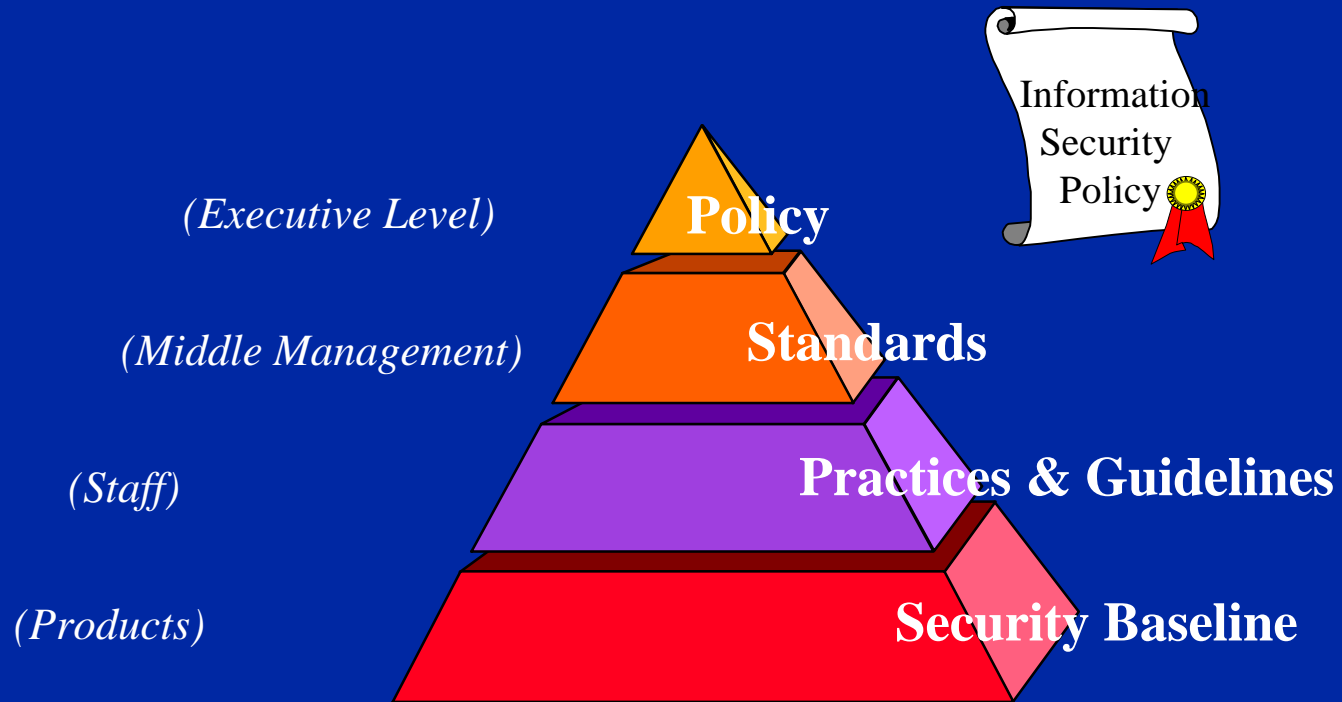 Information
Security
Policy
(Executive Level)
Policy
(Middle Management)
Standards
(Staff)
Practices & Guidelines
(Products)
Security Baseline